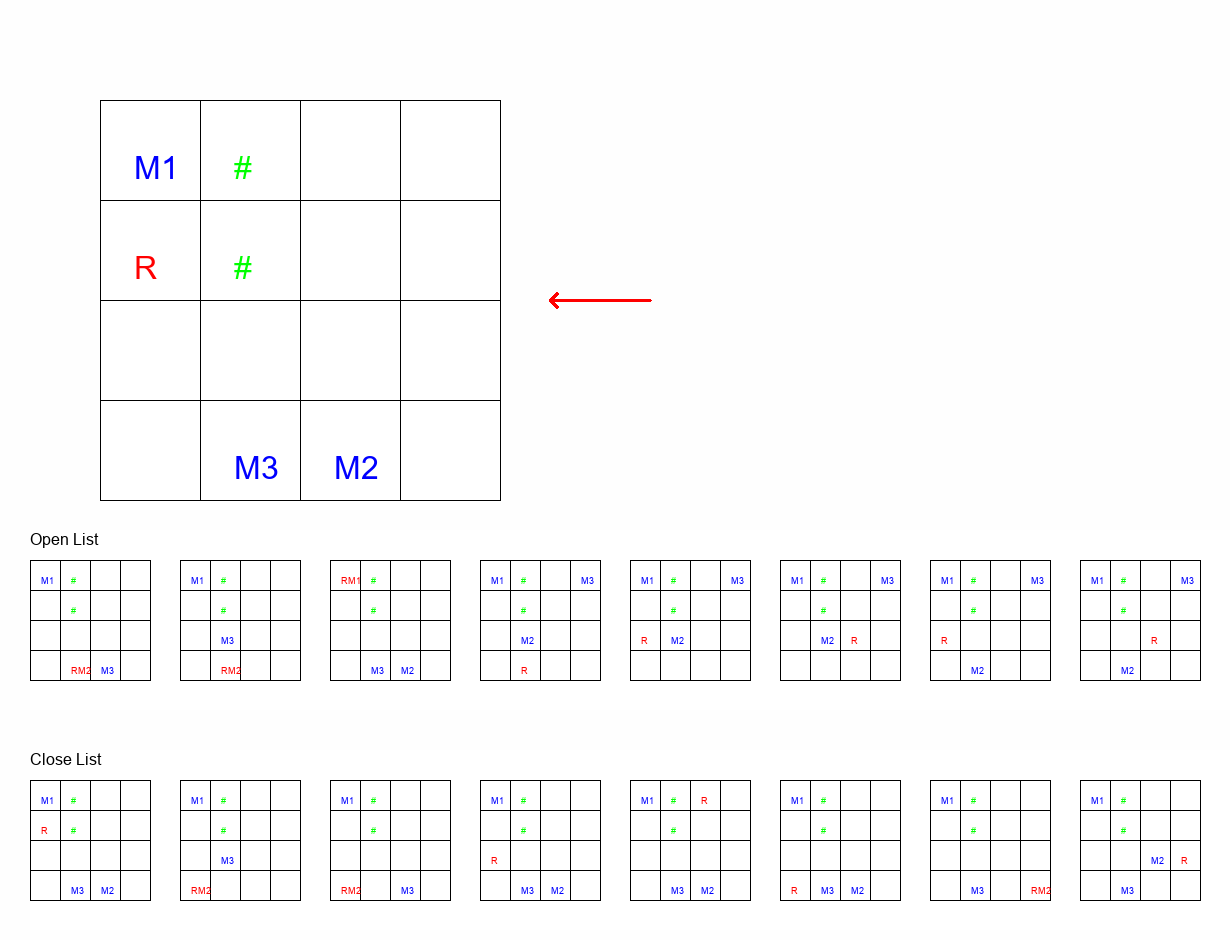 M1 #
R #
M3 M2
Open List
M1 # M1 # RM1 # M1 # M3 M1 # M3 M1 # M3 M1 # M3 M1 # M3
# # # # # # # #
M3 M2 R M2 M2 R R R
RM2 M3 RM2 M3 M2 R M2 M2
Close List
M1 # M1 # M1 # M1 # M1 # R M1 # M1 # M1 #
R # # # # # # # #
M3 R M2 R
M3 M2 RM2 RM2 M3 M3 M2 M3 M2 R M3 M2 M3 RM2 M3